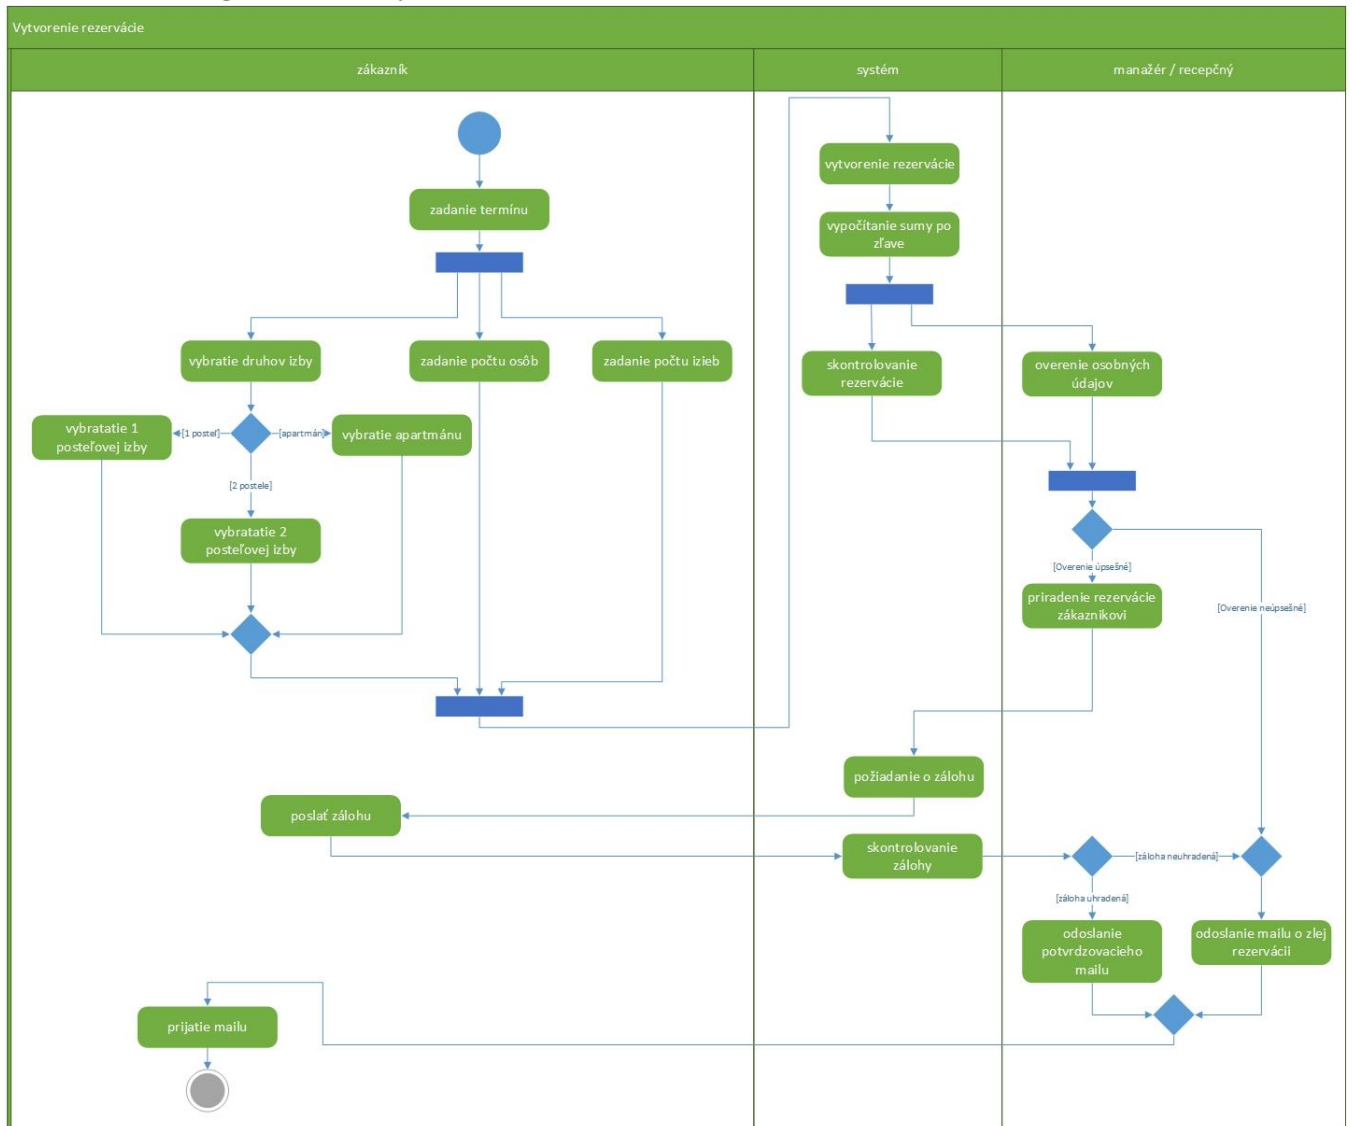 Vytvorenie rezervácie
zákazník
systém
manažér / recepčný
zadanie termínu
vybratie druhov izby
zadanie počtu osôb
zadanie počtu izieb
vybratatie 1
posteľovej izby
[1 posteľ]
[apartmán]
vybratie apartmánu
[2 postele]
vybratatie 2
posteľovej izby
vytvorenie rezervácie
vypočítanie sumy po
zľave
skontrolovanie
rezervácie
overenie osobných
údajov
[Overenie úpsešné]
[Overenie neúpsešné]
priradenie rezervácie
zákaznikovi
požiadanie o zálohu
poslať zálohu
skontrolovanie
zálohy
[záloha neuhradená]
[záloha uhradená]
odoslanie
potvrdzovacieho
mailu
odoslanie mailu o zlej
rezervácii
prijatie mailu